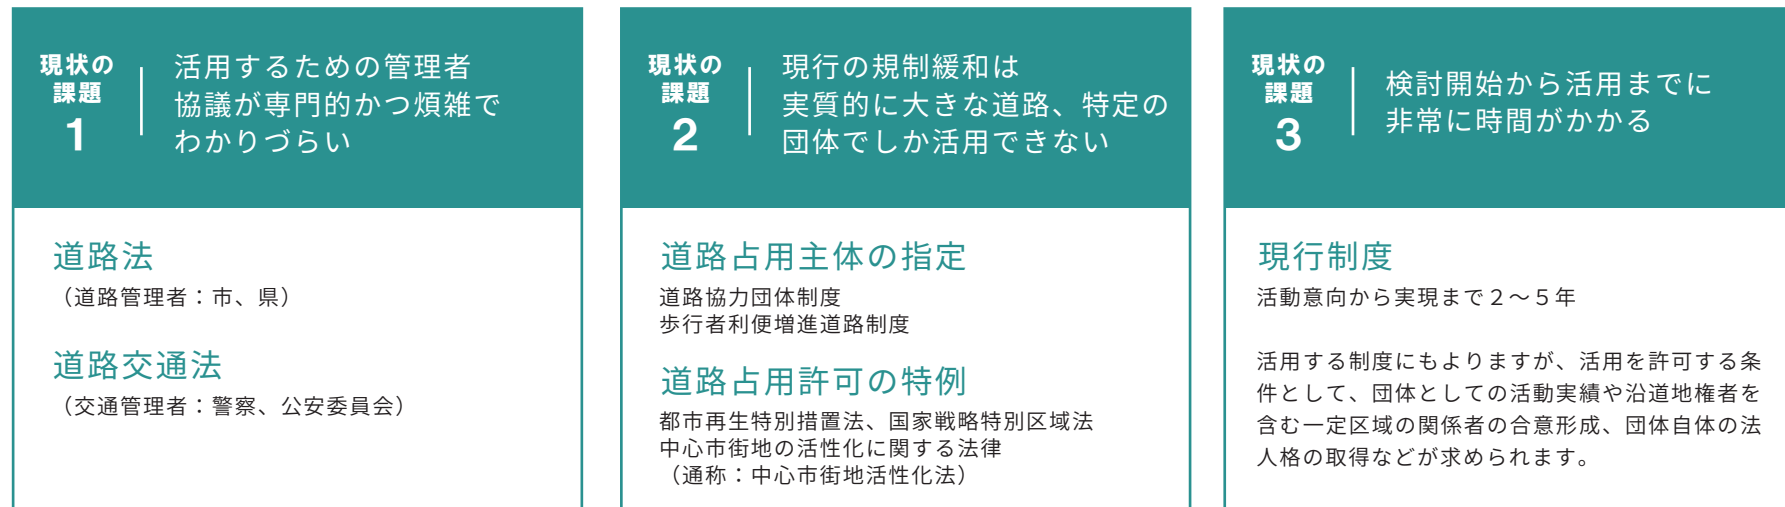 現状の
課題
1
活用するための管理者
協議が専門的かつ煩雑で
わかりづらい
道路法
（道路管理者：市、県）
道路交通法
（交通管理者：警察、公安委員会）
現状の
課題
2
現行の規制緩和は
実質的に大きな道路、特定の
団体でしか活用できない
道路占用主体の指定
道路協力団体制度
歩行者利便増進道路制度
道路占用許可の特例
都市再生特別措置法、国家戦略特別区域法
中心市街地の活性化に関する法律
（通称：中心市街地活性化法）
現状の
課題
3
検討開始から活用までに
非常に時間がかかる
現行制度
活動意向から実現まで２～５年
活用する制度にもよりますが、活用を許可する条
件として、団体としての活動実績や沿道地権者を
含む一定区域の関係者の合意形成、団体自体の法
人格の取得などが求められます。